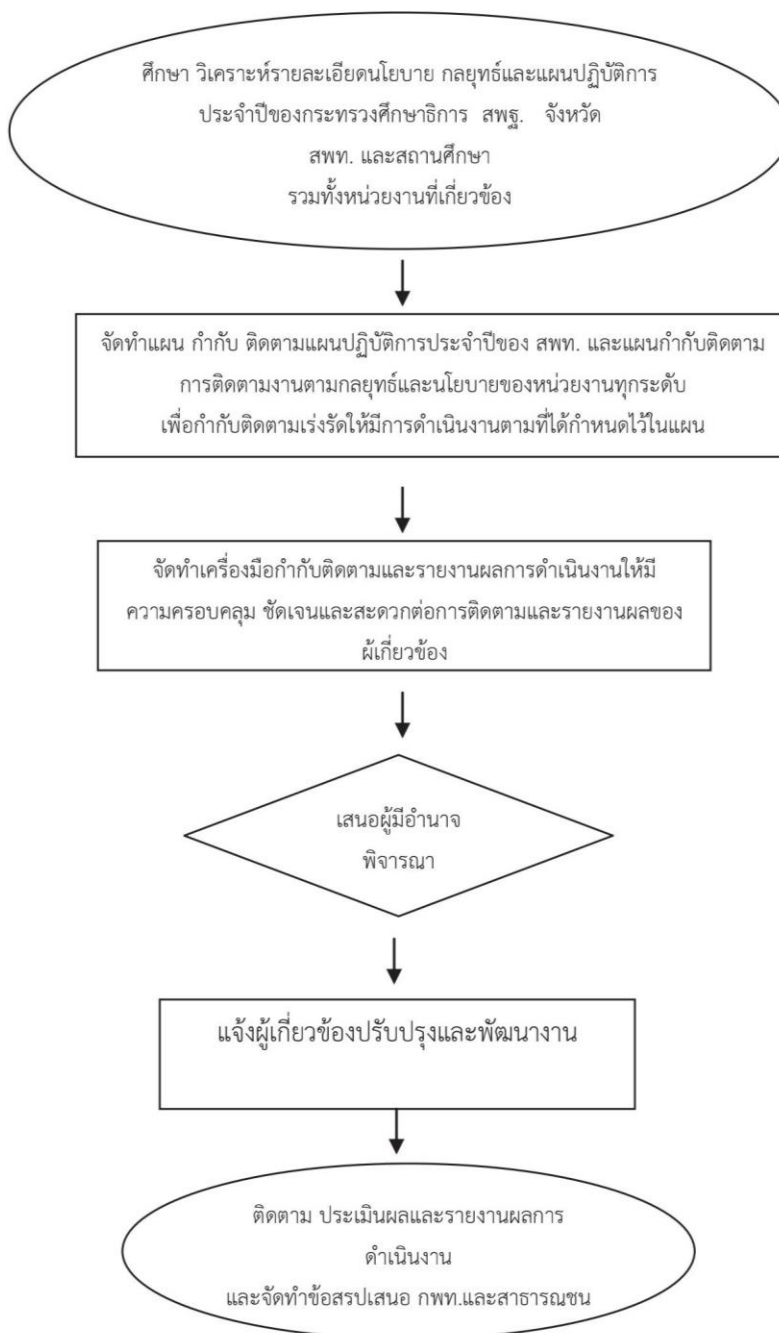 ศึกษา วิเคราะห์รายละเอียดนโยบาย กลยุทธ์และแผนปฏิบัติการ
ประจำปีของกระทรวงศึกษาธิการ สพฐ. จังหวัด
สพท. และสถานศึกษา
รวมทั้งหน่วยงานที่เกี่ยวข้อง
จัดทำแผน กำกับ ติดตามแผนปฏิบัติการประจำปีของ สพท. และแผนกำกับติดตาม
การติดตามงานตามกลยุทธ์และนโยบายของหน่วยงานทุกระดับ
เพื่อกำกับติดตามเร่งรัดให้มีการดำเนินงานตามที่ได้กำหนดไว้ในแผน
จัดทำเครื่องมือกำกับติดตามและรายงานผลการดำเนินงานให้มี
ความครอบคลุม ชัดเจนและสะดวกต่อการติดตามและรายงานผลของ
ผู้เกี่ยวข้อง
เสนอผู้มีอำนาจ
พิจารณา
แจ้งผู้เกี่ยวข้องปรับปรุงและพัฒนางาน
ติดตาม ประเมินผลและรายงานผลการ
ดำเนินงาน
และจัดทำข้อสรุปเสนอ กพท.และสาธารณชน